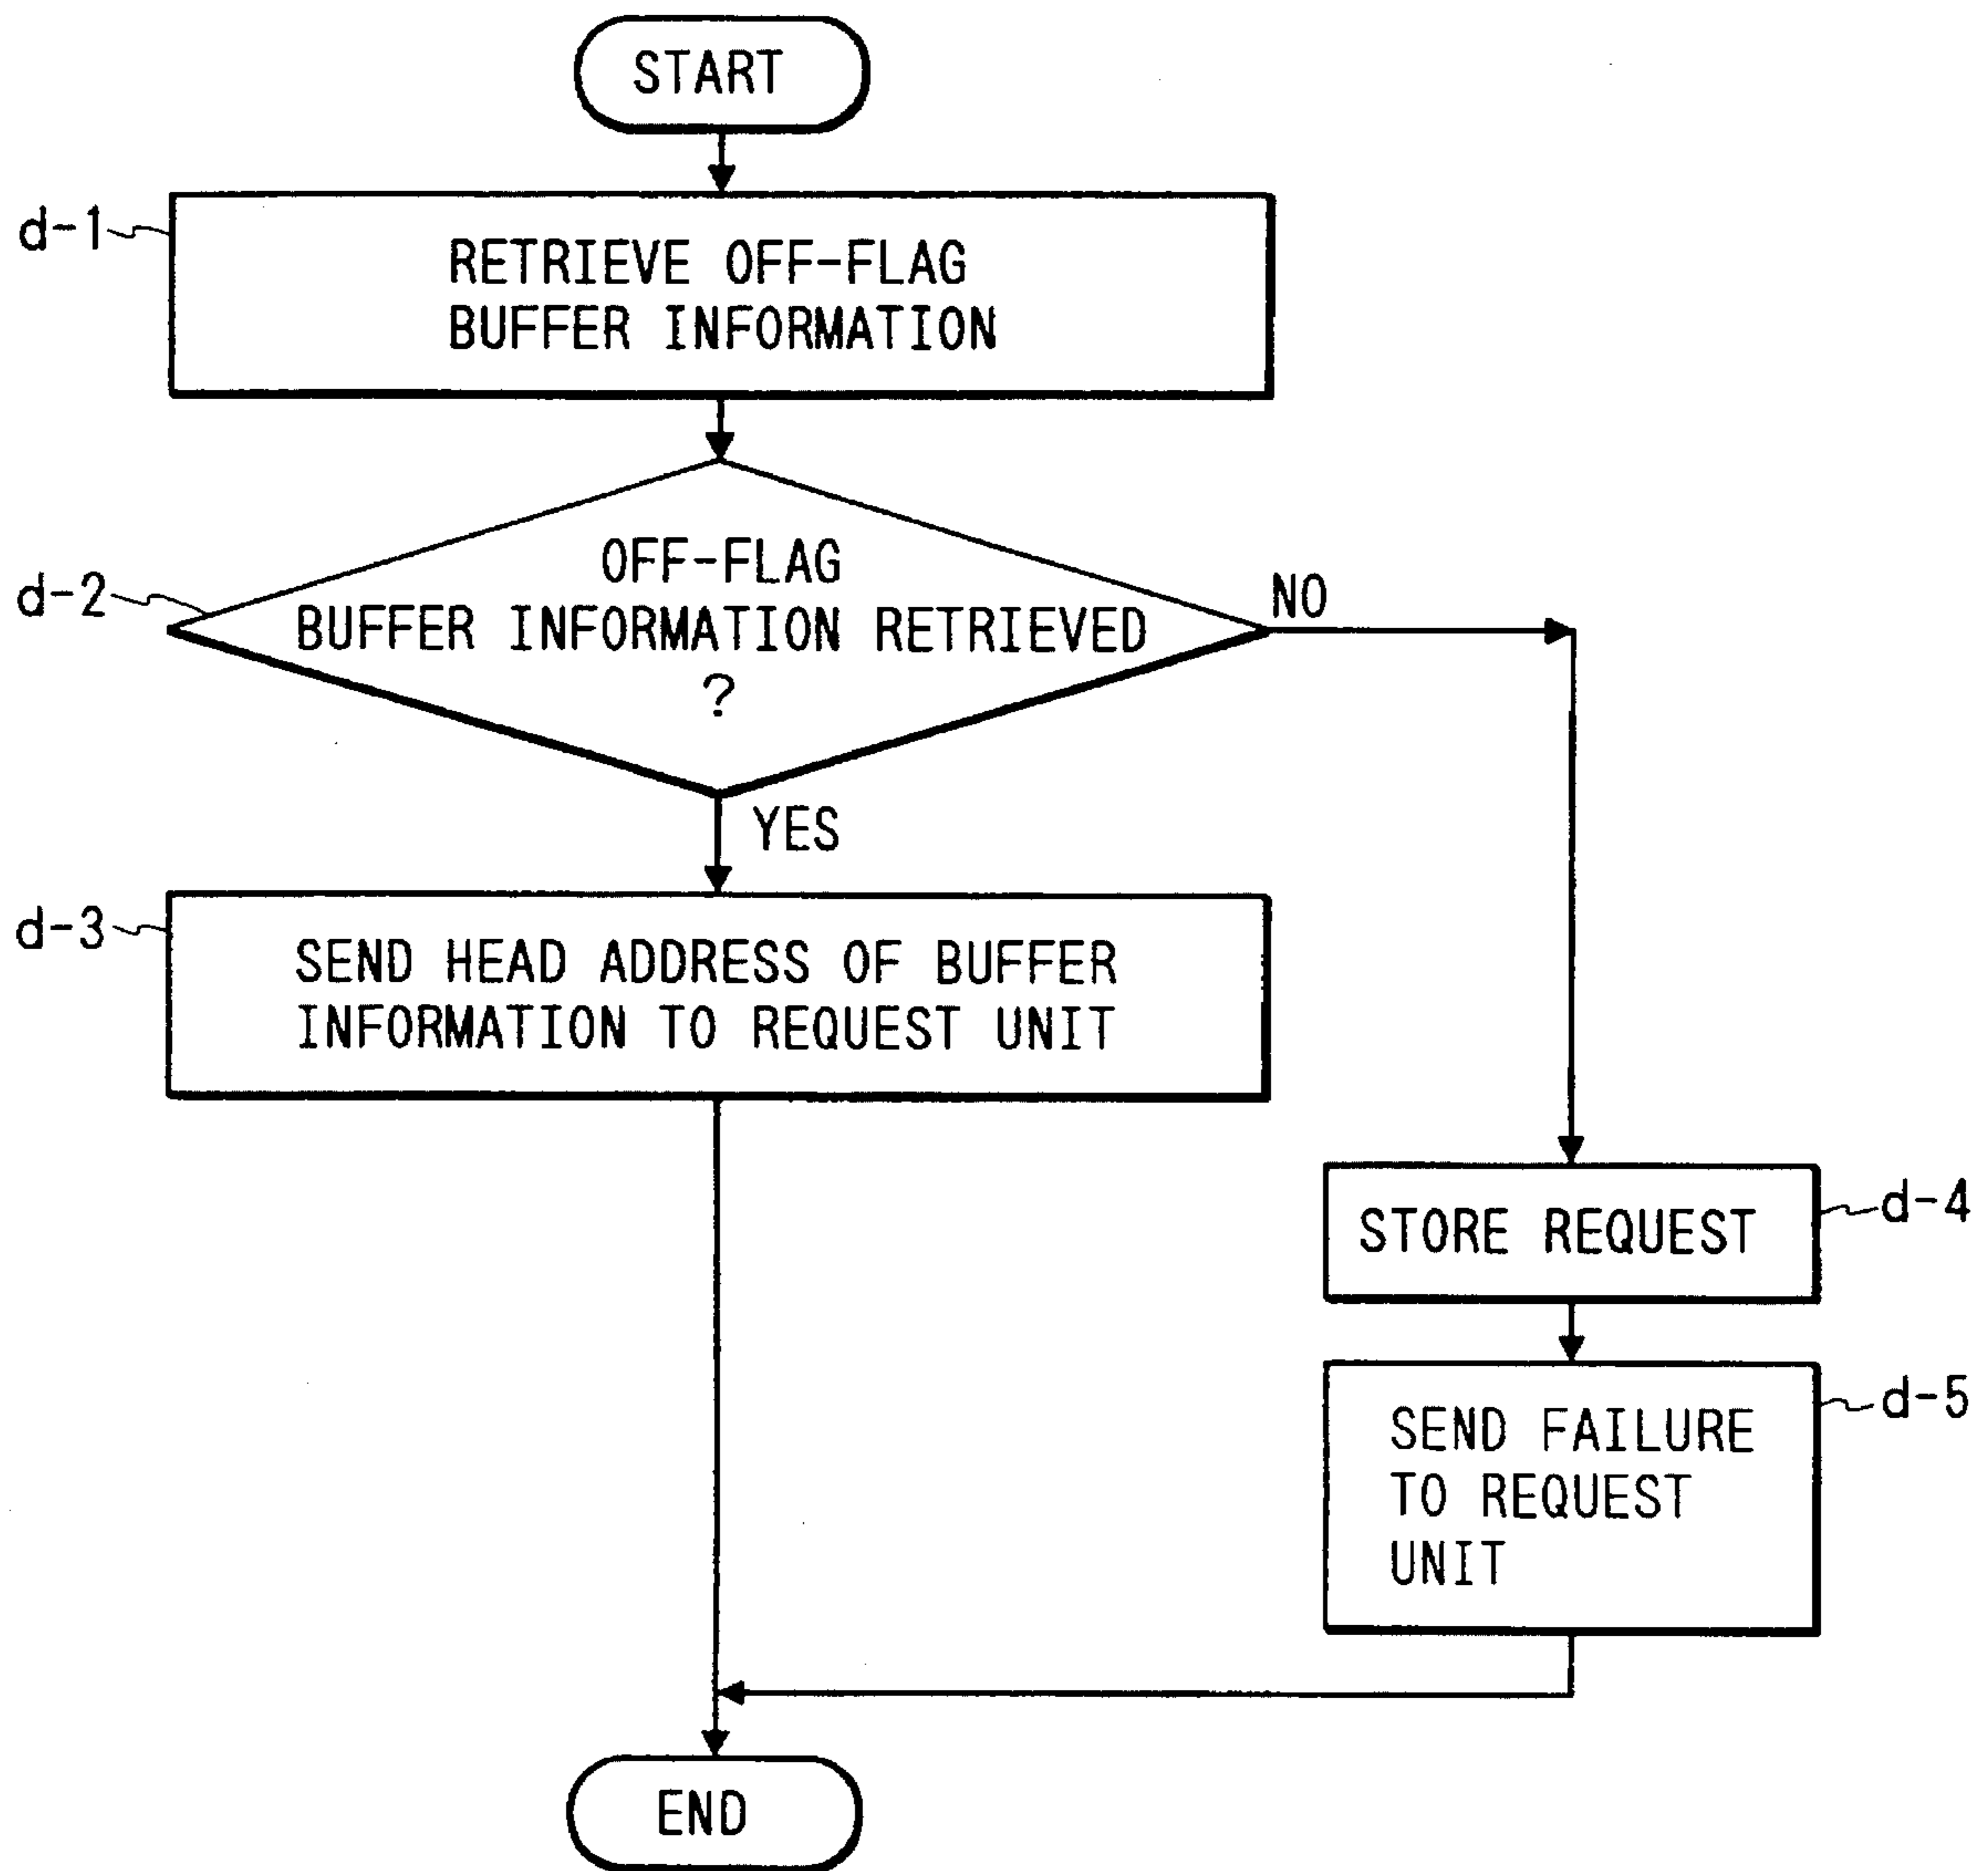 START
d-1
RETRIEVE OFF-FLAG
BUFFER INFORMATION
d-2
OFF-FLAG
BUFFER INFORMATION RETRIEVED
?
NO
YES
d-3
SEND HEAD ADDRESS OF BUFFER
INFORMATION TO REQUEST UNIT
STORE REQUEST
d-4
SEND FAILURE
TO REQUEST
UNIT
d-5
END